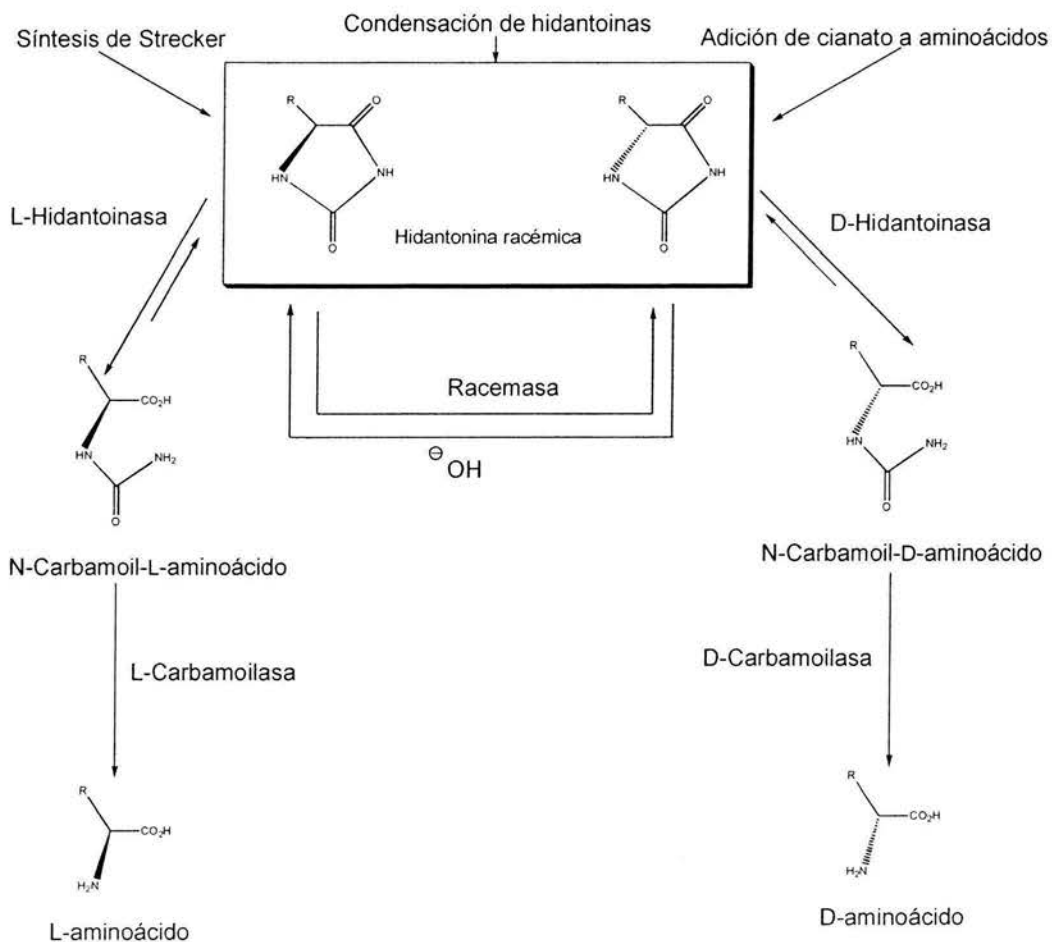 Condensación de hidantoinas
Síntesis de Strecker
Adición de cianato a aminoácidos
R
O
HN
NH
O
R
O
HN
NH
O
Hidantonina racémica
L-Hidantoinasa
D-Hidantoinasa
Racemasa
⊖
OH
R
CO₂H
HN
NH₂
O
R
CO₂H
HN
NH₂
O
N-Carbamoil-L-aminoácido
N-Carbamoil-D-aminoácido
L-Carbamoilasa
D-Carbamoilasa
R
CO₂H
H₂N
R
CO₂H
H₂N
L-aminoácido
D-aminoácido